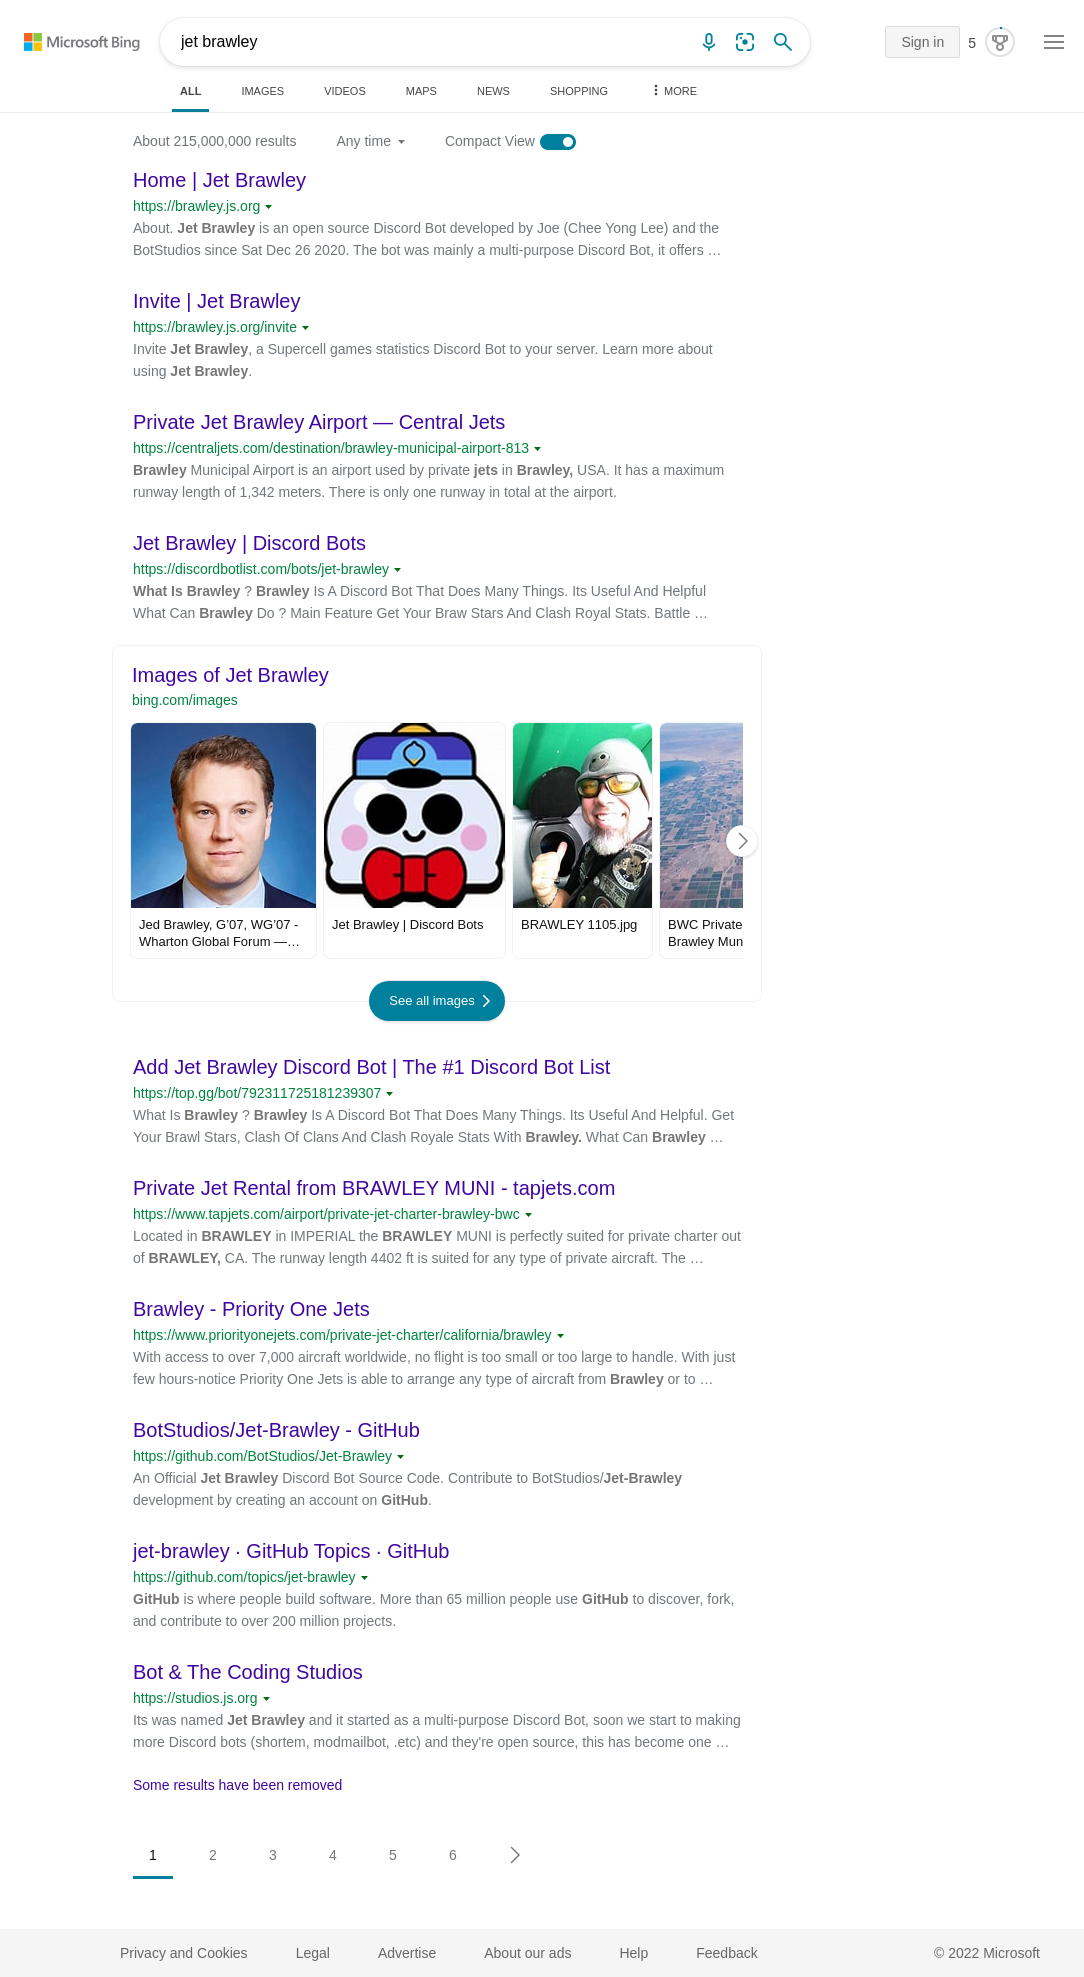 Microsoft Bing
jet brawley
Sign in
5
ALL
IMAGES
VIDEOS
MAPS
NEWS
SHOPPING
MORE
About 215,000,000 results
Any time
Compact View
Home | Jet Brawley
https://brawley.js.org
About. Jet Brawley is an open source Discord Bot developed by Joe (Chee Yong Lee) and the
BotStudios since Sat Dec 26 2020. The bot was mainly a multi-purpose Discord Bot, it offers …
Invite | Jet Brawley
https://brawley.js.org/invite
Invite Jet Brawley, a Supercell games statistics Discord Bot to your server. Learn more about
using Jet Brawley.
Private Jet Brawley Airport — Central Jets
https://centraljets.com/destination/brawley-municipal-airport-813
Brawley Municipal Airport is an airport used by private jets in Brawley, USA. It has a maximum
runway length of 1,342 meters. There is only one runway in total at the airport.
Jet Brawley | Discord Bots
https://discordbotlist.com/bots/jet-brawley
What Is Brawley ? Brawley Is A Discord Bot That Does Many Things. Its Useful And Helpful
What Can Brawley Do ? Main Feature Get Your Braw Stars And Clash Royal Stats. Battle …
Images of Jet Brawley
bing.com/images
Jed Brawley, G’07, WG’07 -
Wharton Global Forum —…
Jet Brawley | Discord Bots
BRAWLEY 1105.jpg
BWC Private
Brawley Mun
See all images
Add Jet Brawley Discord Bot | The #1 Discord Bot List
https://top.gg/bot/792311725181239307
What Is Brawley ? Brawley Is A Discord Bot That Does Many Things. Its Useful And Helpful. Get
Your Brawl Stars, Clash Of Clans And Clash Royale Stats With Brawley. What Can Brawley …
Private Jet Rental from BRAWLEY MUNI - tapjets.com
https://www.tapjets.com/airport/private-jet-charter-brawley-bwc
Located in BRAWLEY in IMPERIAL the BRAWLEY MUNI is perfectly suited for private charter out
of BRAWLEY, CA. The runway length 4402 ft is suited for any type of private aircraft. The …
Brawley - Priority One Jets
https://www.priorityonejets.com/private-jet-charter/california/brawley
With access to over 7,000 aircraft worldwide, no flight is too small or too large to handle. With just
few hours-notice Priority One Jets is able to arrange any type of aircraft from Brawley or to …
BotStudios/Jet-Brawley - GitHub
https://github.com/BotStudios/Jet-Brawley
An Official Jet Brawley Discord Bot Source Code. Contribute to BotStudios/Jet-Brawley
development by creating an account on GitHub.
jet-brawley · GitHub Topics · GitHub
https://github.com/topics/jet-brawley
GitHub is where people build software. More than 65 million people use GitHub to discover, fork,
and contribute to over 200 million projects.
Bot & The Coding Studios
https://studios.js.org
Its was named Jet Brawley and it started as a multi-purpose Discord Bot, soon we start to making
more Discord bots (shortem, modmailbot, .etc) and they're open source, this has become one …
Some results have been removed
1
2
3
4
5
6
Privacy and Cookies
Legal
Advertise
About our ads
Help
Feedback
© 2022 Microsoft